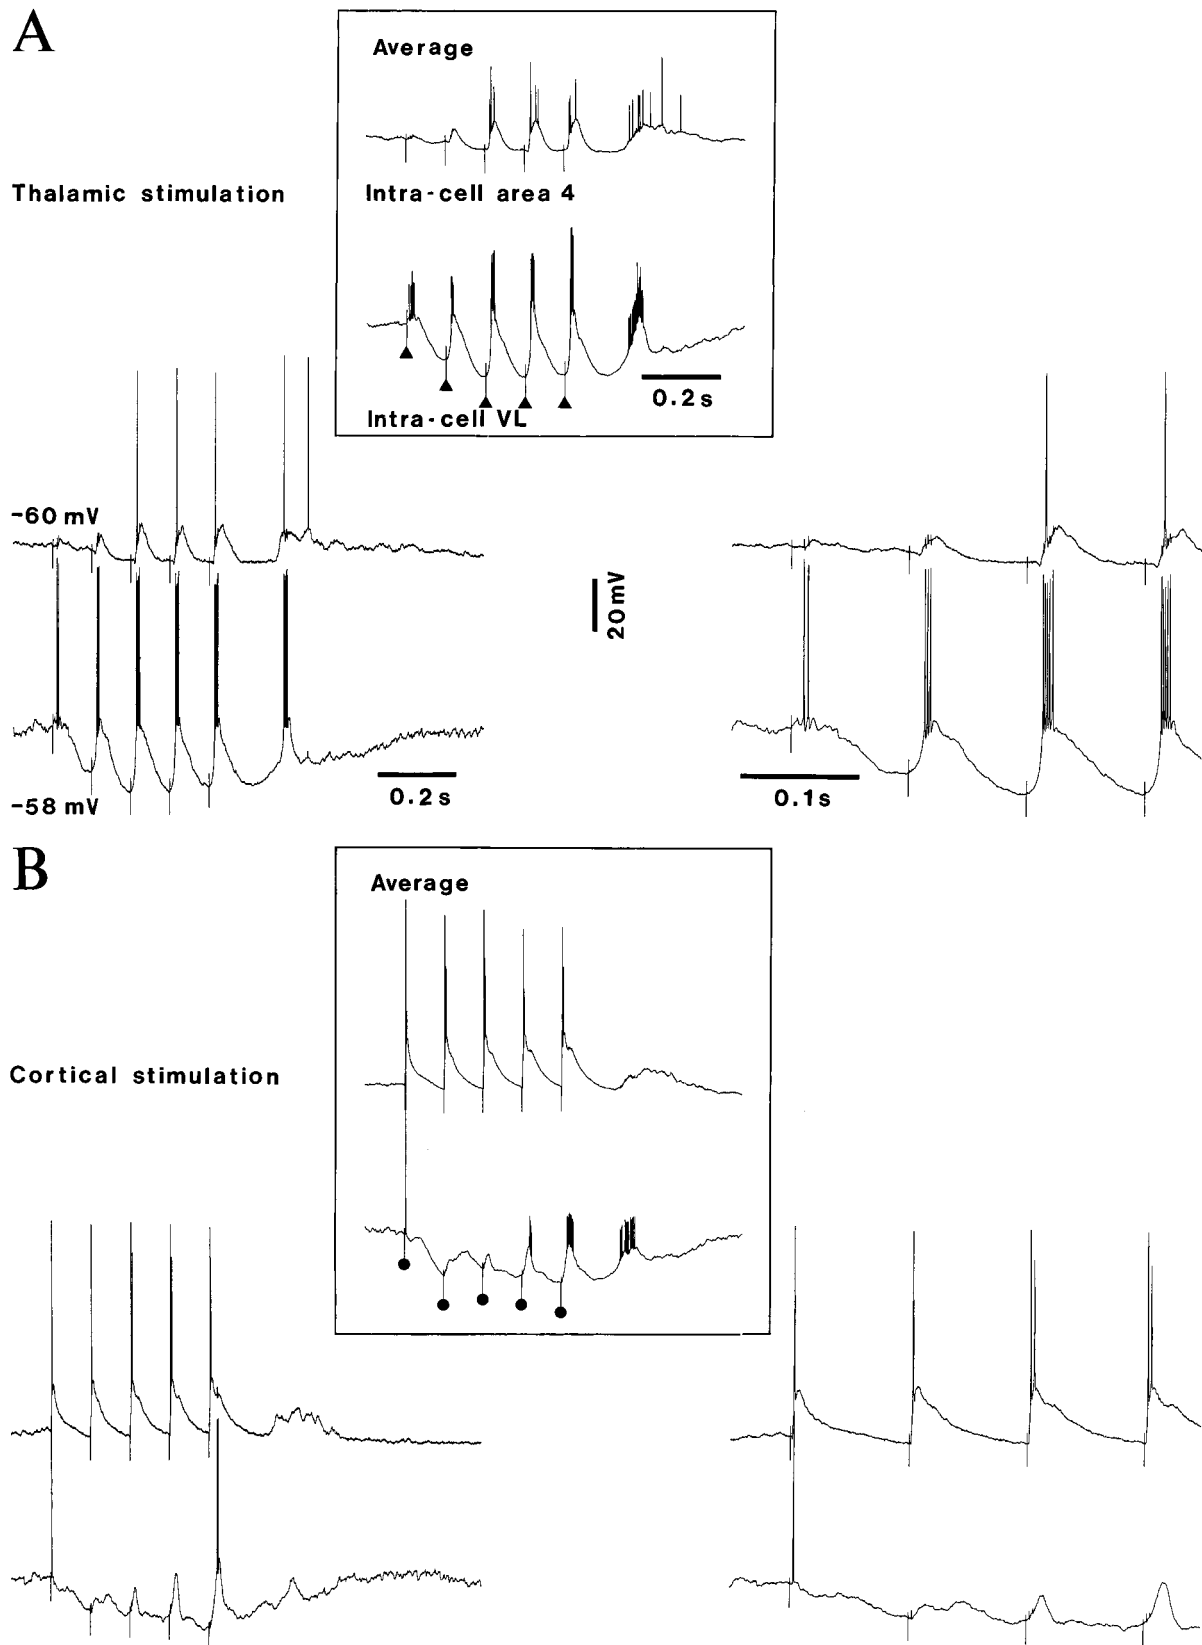 A
Average
Thalamic stimulation
Intra-cell area 4
0.2s
Intra-cell VL
-60 mV
20mV
-58 mV
0.2s
0.1s
B
Average
Cortical stimulation